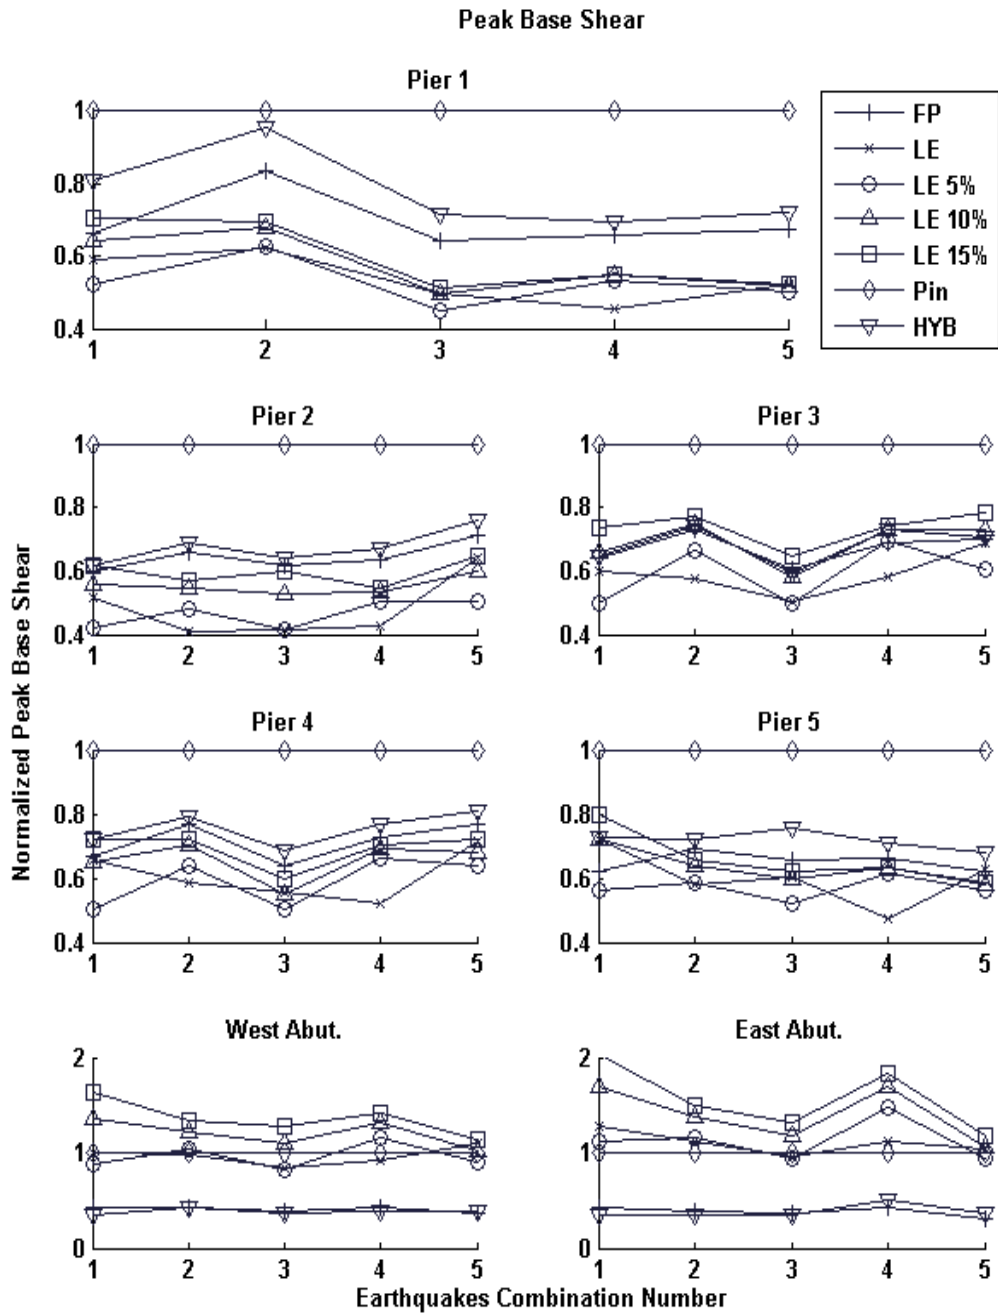 Peak Base Shear
Pier 1
1
0.8
0.6
0.4
1 2 3 4 5
FP
LE
LE 5%
LE 10%
LE 15%
Pin
HYB
Pier 2
1
0.8
0.6
0.4
1 2 3 4 5
Pier 3
1
0.8
0.6
0.4
1 2 3 4 5
Normalized Peak Base Shear
Pier 4
1
0.8
0.6
0.4
1 2 3 4 5
Pier 5
1
0.8
0.6
0.4
1 2 3 4 5
West Abut.
2
1
0
1 2 3 4 5
East Abut.
2
1
0
1 2 3 4 5
Earthquakes Combination Number